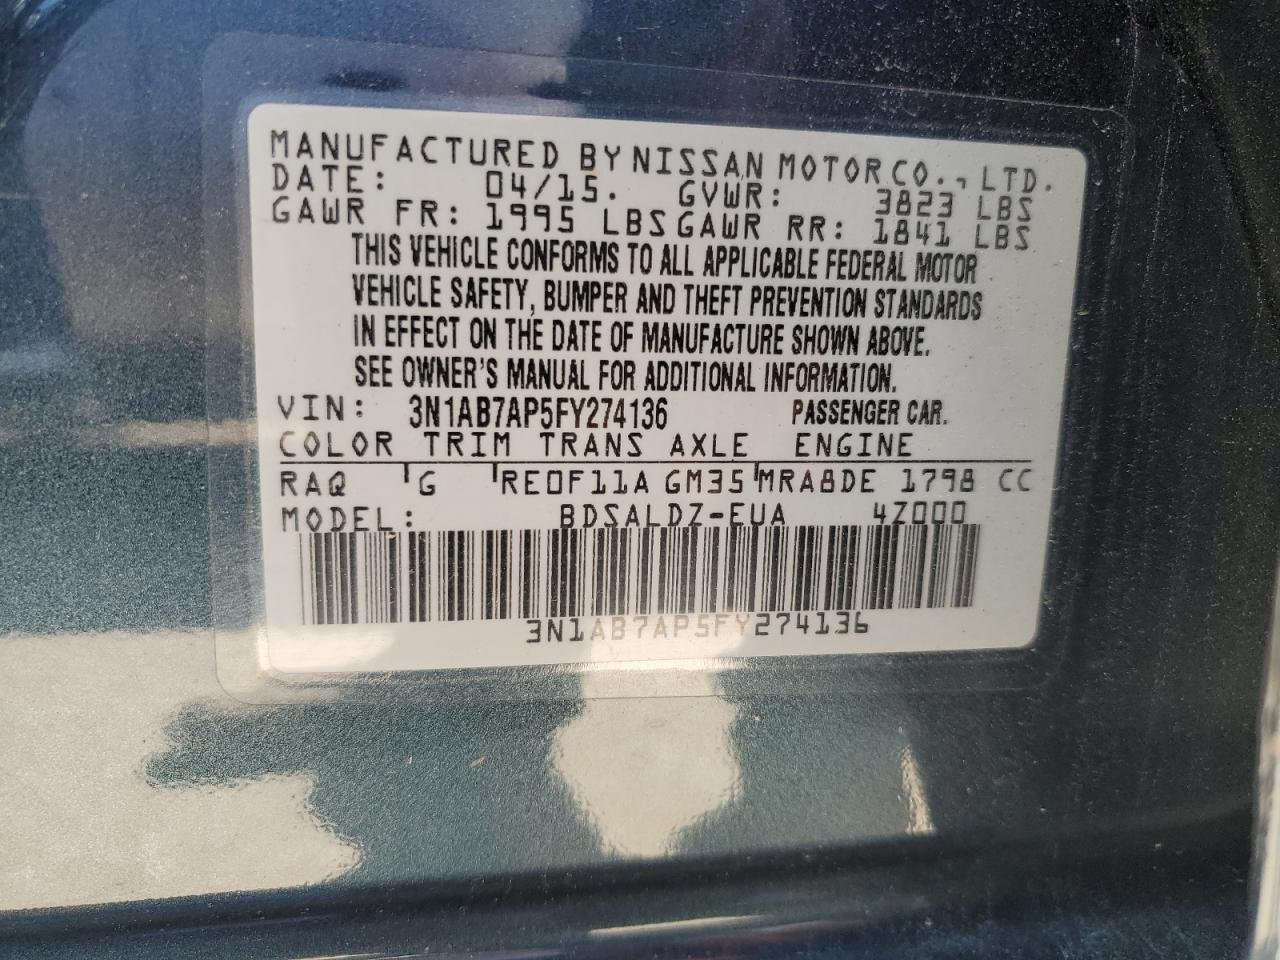 MANUFACTURED BY NISSAN MOTOR CO., LTD.
DATE: 04/15. GVWR: 3823 LBS
GAWR FR: 1995 LBS GAWR RR: 1841 LBS
THIS VEHICLE CONFORMS TO ALL APPLICABLE FEDERAL MOTOR
VEHICLE SAFETY, BUMPER AND THEFT PREVENTION STANDARDS
IN EFFECT ON THE DATE OF MANUFACTURE SHOWN ABOVE.
SEE OWNER'S MANUAL FOR ADDITIONAL INFORMATION.
VIN: 3N1AB7AP5FY274136 PASSENGER CAR.
COLOR TRIM TRANS AXLE ENGINE
RAQ G RE0F11A GM35 MRA8DE 1798 CC
MODEL: BDSALDZ-EUA 4Z000
3N1AB7AP5FY274136